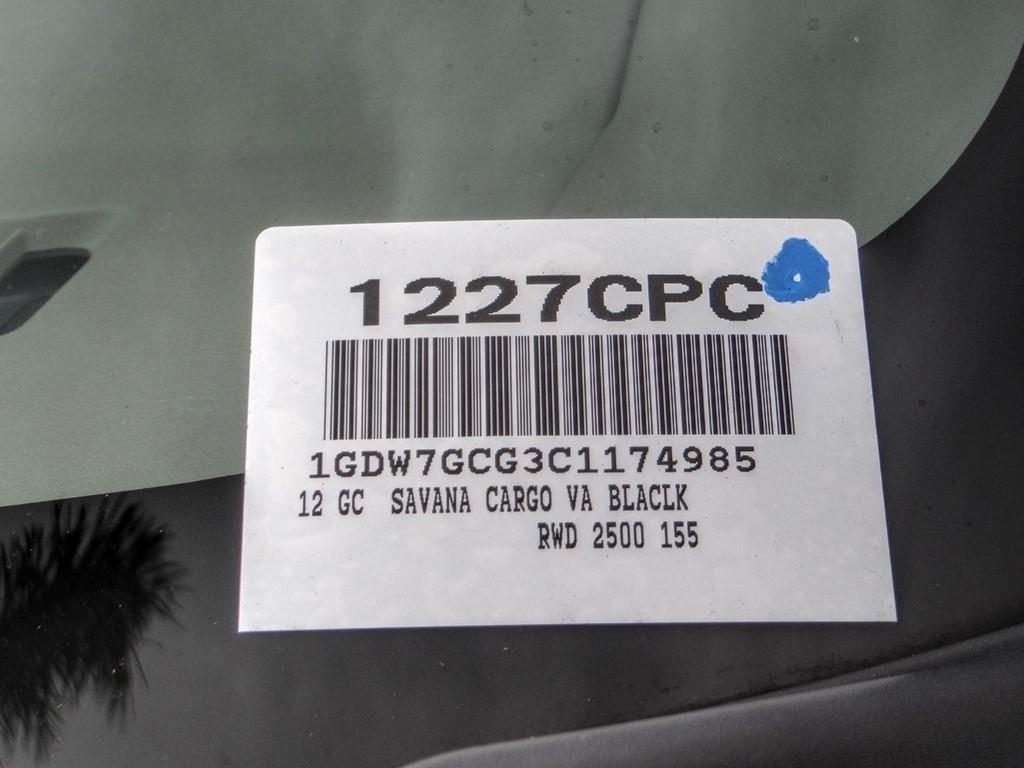 1227CPC
1GDW7GCG3C1174985
12 GC SAVANA CARGO VA BLACLK
RWD 2500 155